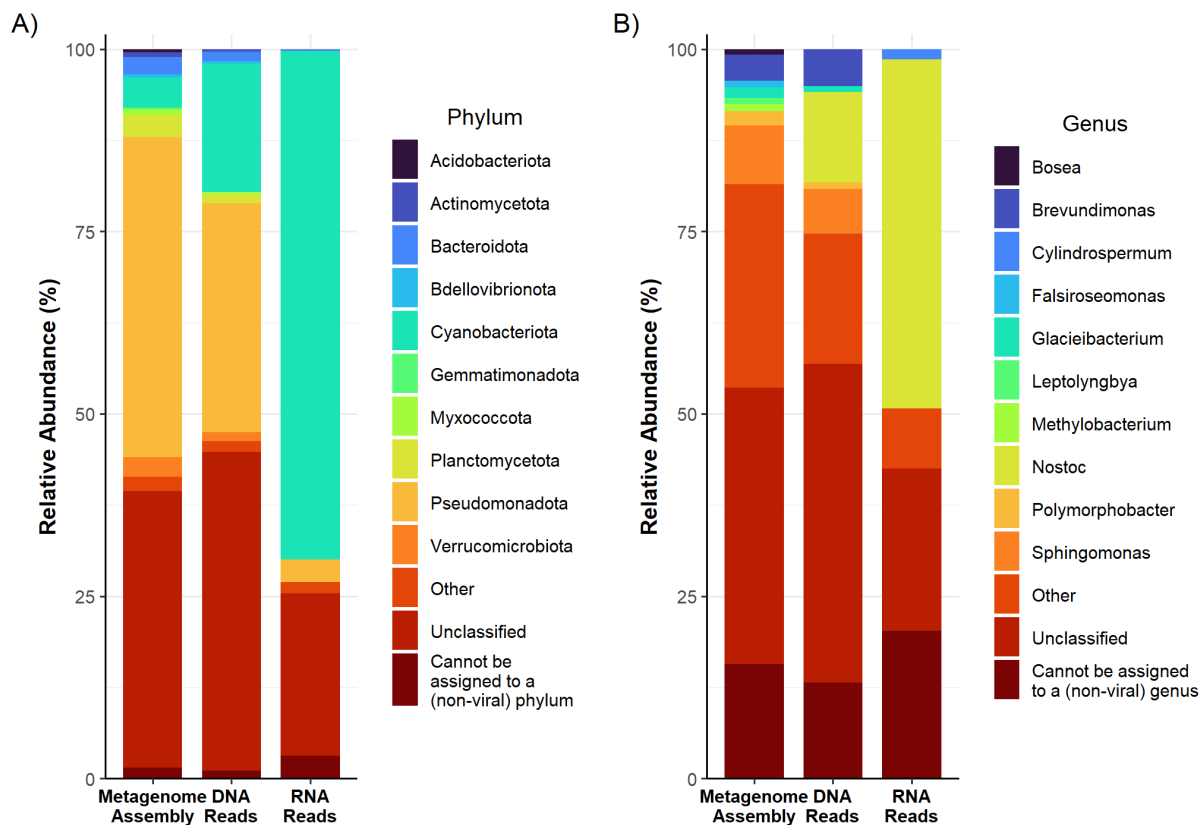 A)
Relative Abundance (%)
100
75
50
25
0
Metagenome
Assembly
DNA
Reads
RNA
Reads
Phylum
Acidobacteriota
Actinomycetota
Bacteroidota
Bdellovibrionota
Cyanobacteriota
Gemmatimonadota
Myxococcota
Planctomycetota
Pseudomonadota
Verrucomicrobiota
Other
Unclassified
Cannot be
assigned to a
(non-viral) phylum
B)
Relative Abundance (%)
100
75
50
25
0
Metagenome
Assembly
DNA
Reads
RNA
Reads
Genus
Bosea
Brevundimonas
Cylindrospermum
Falsiroseomonas
Glacieibacterium
Leptolyngbya
Methylobacterium
Nostoc
Polymorphobacter
Sphingomonas
Other
Unclassified
Cannot be assigned
to a (non-viral) genus